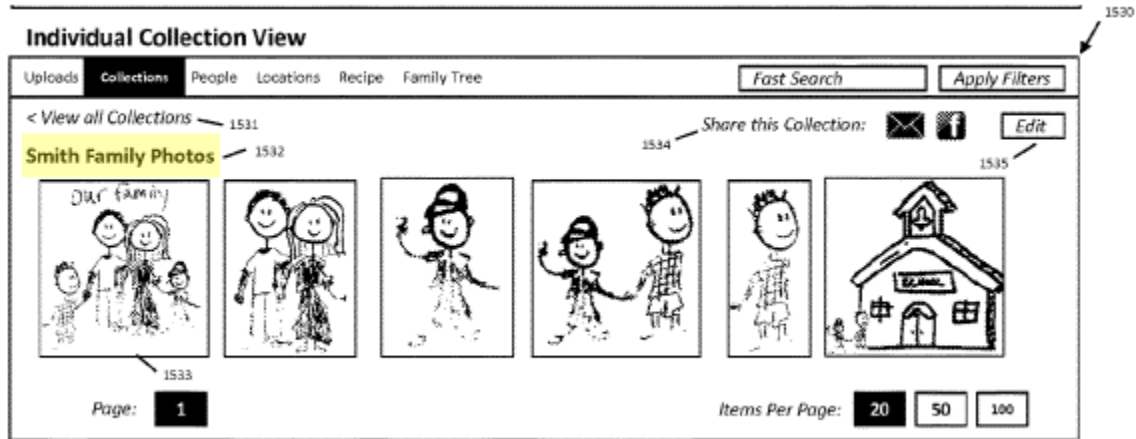 1530
Individual Collection View
Uploads Collections People Locations Recipe Family Tree Fast Search Apply Filters
< View all Collections 1531 1534 Share this Collection: f Edit
Smith Family Photos 1532 1535
our family
1533
Page: 1 Items Per Page: 20 50 100